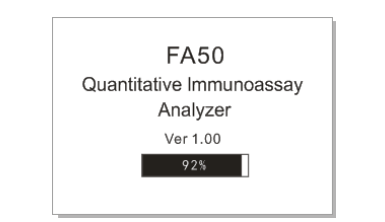 FA50
Quantitative Immunoassay
Analyzer
Ver 1.00
92%